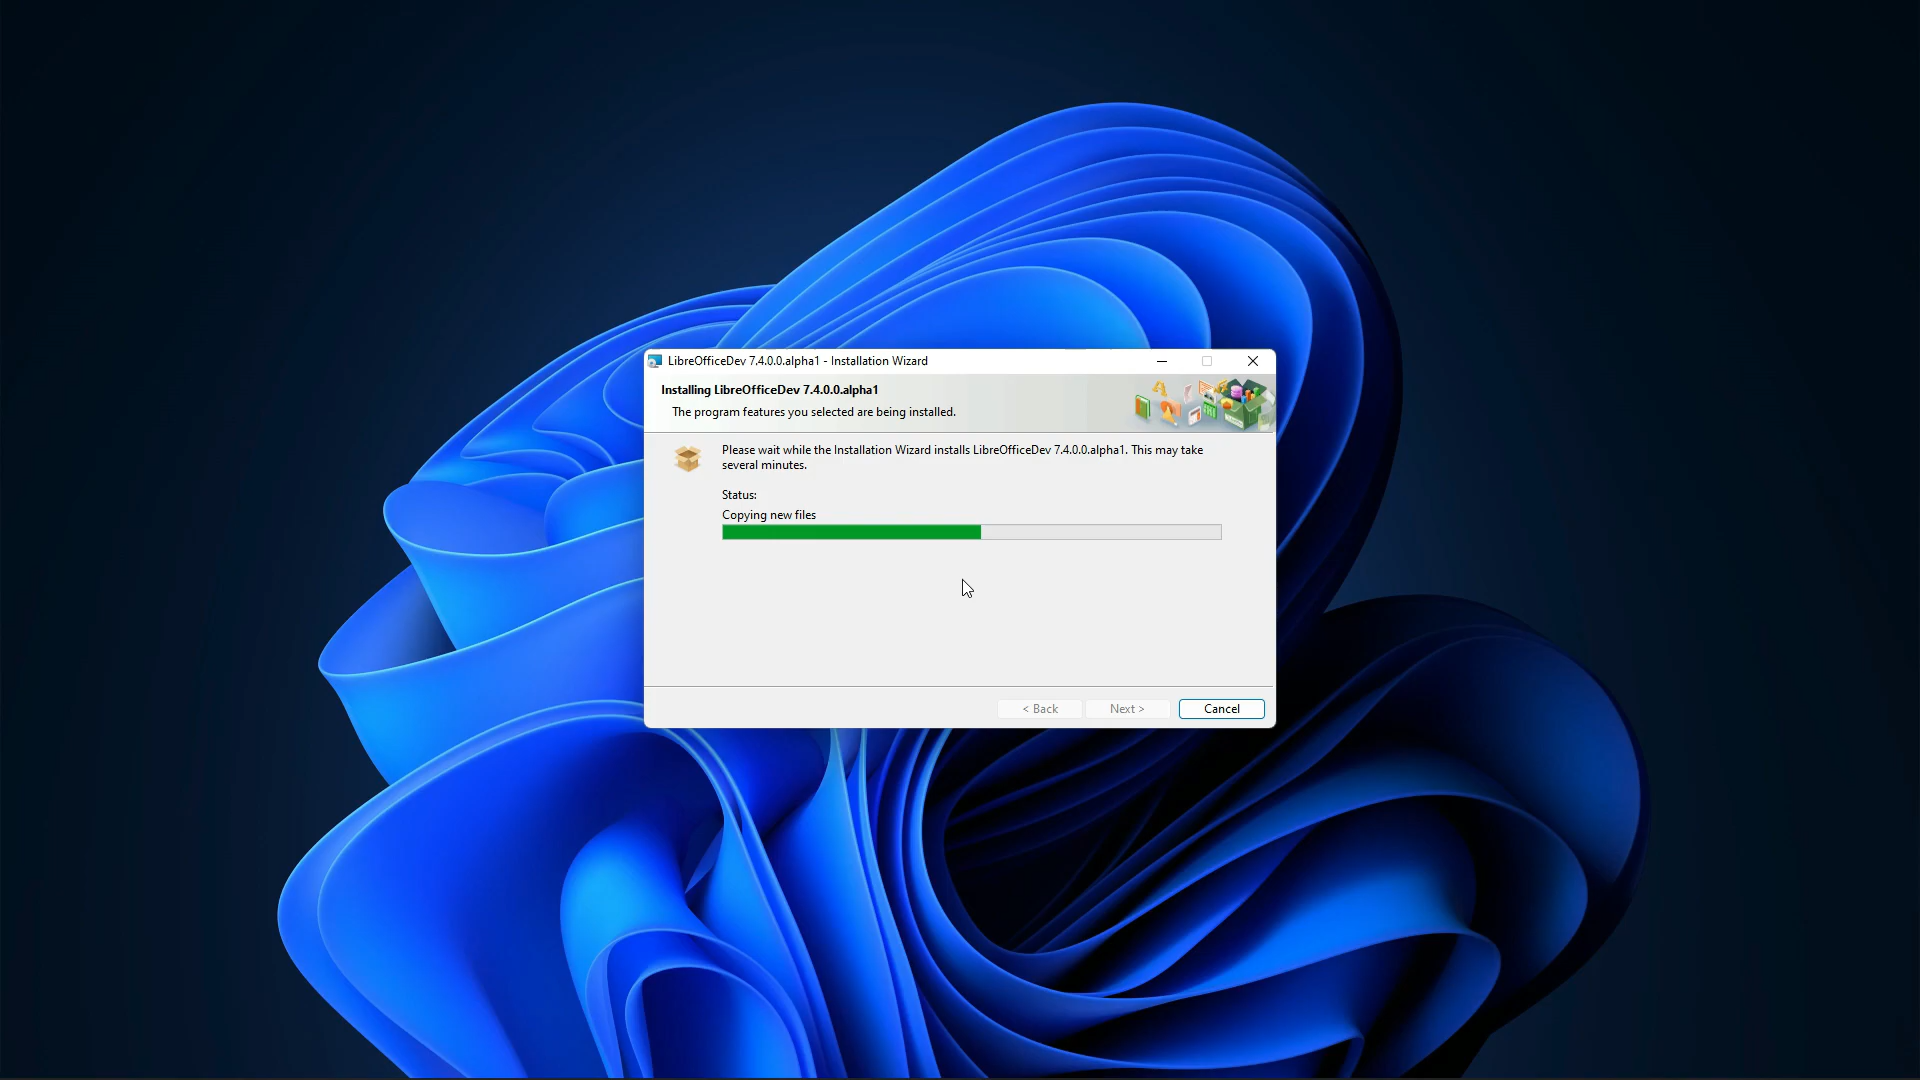 LibreOfficeDev 7.4.0.0.alpha1 - Installation Wizard
Installing LibreOfficeDev 7.4.0.0.alpha1
The program features you selected are being installed.
Please wait while the Installation Wizard installs LibreOfficeDev 7.4.0.0.alpha1. This may take
several minutes.
Status:
Copying new files
< Back
Next >
Cancel